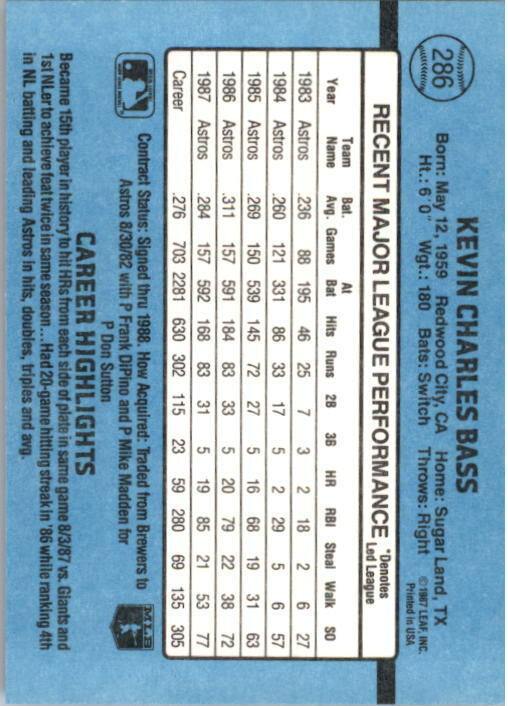 286
KEVIN CHARLES BASS
Born: May 12, 1959 Redwood City, CA Home: Sugar Land, TX
Ht.: 6'0" Wgt.: 180 Bats: Switch Throws: Right
©1987 LEAF, INC.
Printed in USA
RECENT MAJOR LEAGUE PERFORMANCE *Denotes Led League
Year Team Name Bat. Avg. Games At Bat Hits Runs 2B 3B HR RBI Steal Walk SO
1983 Astros .236 88 195 46 25 7 3 2 18 2 6 27
1984 Astros .260 121 331 86 33 17 5 2 29 5 6 57
1985 Astros .269 150 539 145 72 27 5 16 68 19 31 63
1986 Astros .311 157 591 184 83 33 5 20 79 22 38 72
1987 Astros .284 157 592 168 83 31 5 19 85 21 53 77
Career .276 703 2281 630 302 115 23 59 280 69 135 305
Contract Status: Signed thru 1988. How Acquired: Traded from Brewers to
Astros 8/30/82 with P Frank DiPino and P Mike Madden for
P Don Sutton
MLB
CAREER HIGHLIGHTS
Became 15th player in history to hit HRs from each side of plate in same game 8/3/87 vs. Giants and
1st NLer to achieve feat twice in same season . . . Had 20-game hitting streak in '86 while ranking 4th
in NL batting and leading Astros in hits, doubles, triples and avg.